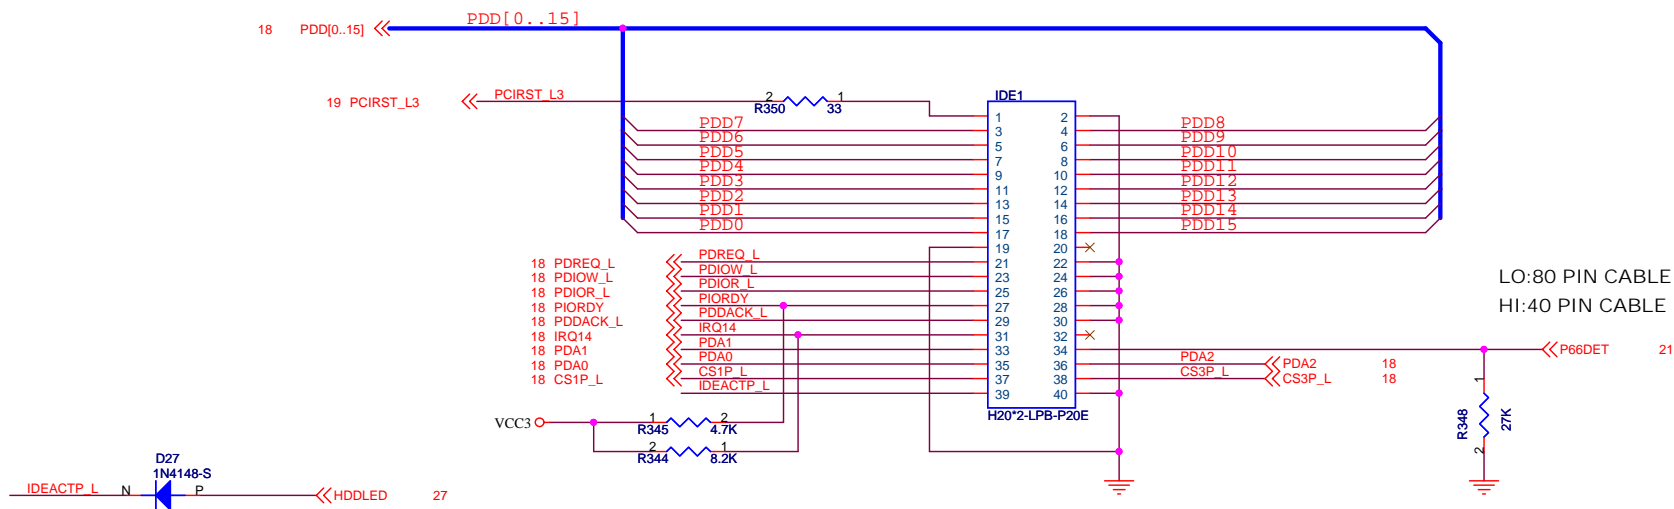 PDD[0..15]
18 PDD[0..15]
IDE1
19 PCIRST_L3 PCIRST_L3 2 1
R350 33
1 2
PDD7 3 4 PDD8
PDD6 5 6 PDD9
PDD5 7 8 PDD10
PDD4 9 10 PDD11
PDD3 11 12 PDD12
PDD2 13 14 PDD13
PDD1 15 16 PDD14
PDD0 17 18 PDD15
19 20
18 PDREQ_L PDREQ_L 21 22
18 PDIOW_L PDIOW_L 23 24
18 PDIOR_L PDIOR_L 25 26
18 PIORDY PIORDY 27 28
18 PDDACK_L PDDACK_L 29 30
18 IRQ14 IRQ14 31 32
18 PDA1 PDA1 33 34
18 PDA0 PDA0 35 36 PDA2 PDA2 18
18 CS1P_L CS1P_L 37 38 CS3P_L CS3P_L 18
IDEACTP_L 39 40
H20*2-LPB-P20E
LO:80 PIN CABLE
HI:40 PIN CABLE
P66DET 21
1
R348 27K
2
VCC3 1 2
R345 4.7K
2 1
R344 8.2K
D27
1N4148-S
IDEACTP_L N P HDDLED 27